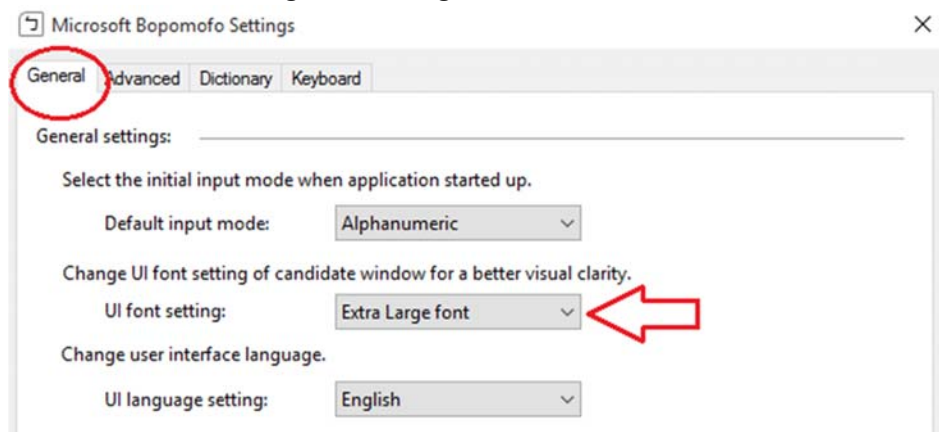 Microsoft Bopomofo Settings
General Advanced Dictionary Keyboard
General settings:
Select the initial input mode when application started up.
Default input mode: Alphanumeric
Change UI font setting of candidate window for a better visual clarity.
UI font setting: Extra Large font
Change user interface language.
UI language setting: English